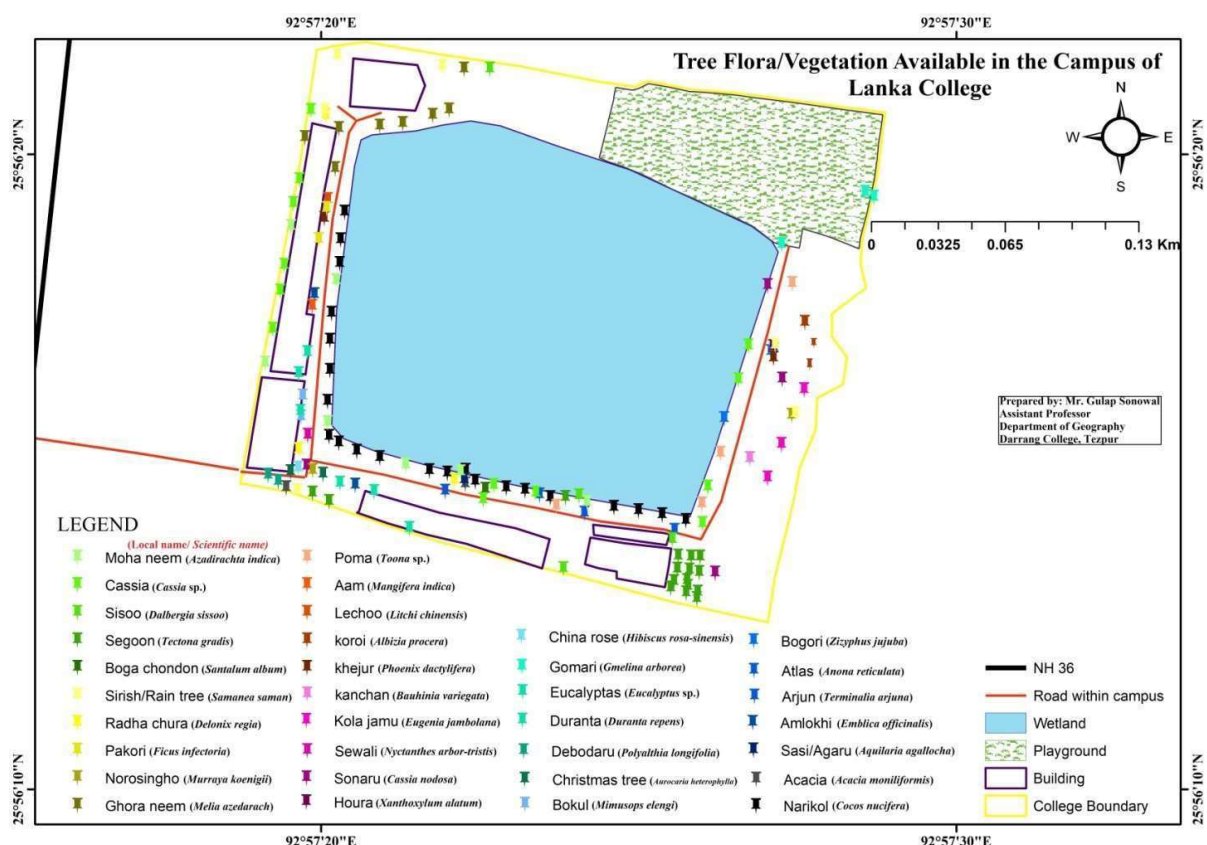 92°57'20"E
92°57'30"E
Tree Flora/Vegetation Available in the Campus of
Lanka College
N
W
E
S
25°56'20"N
25°56'20"N
0
0.0325
0.065
0.13 Km
Prepared by: Mr. Gulap Sonowal
Assistant Professor
Department of Geography
Darrang College, Tezpur
LEGEND
(Local name/ Scientific name)
Moha neem (Azadirachta indica)
Cassia (Cassia sp.)
Sisoo (Dalbergia sissoo)
Segoon (Tectona gradis)
Boga chondon (Santalum album)
Sirish/Rain tree (Samanea saman)
Radha chura (Delonix regia)
Pakori (Ficus infectoria)
Norosingho (Murraya koenigii)
Ghora neem (Melia azedarach)
Poma (Toona sp.)
Aam (Mangifera indica)
Lechoo (Litchi chinensis)
koroi (Albizia procera)
khejur (Phoenix dactylifera)
kanchan (Bauhinia variegata)
Kola jamu (Eugenia jambolana)
Sewali (Nyctanthes arbor-tristis)
Sonaru (Cassia nodosa)
Houra (Xanthoxylum alatum)
China rose (Hibiscus rosa-sinensis)
Gomari (Gmelina arborea)
Eucalyptas (Eucalyptus sp.)
Duranta (Duranta repens)
Debodaru (Polyalthia longifolia)
Christmas tree (Aurocaria heterophylla)
Bokul (Mimusops elengi)
Bogori (Zizyphus jujuba)
Atlas (Anona reticulata)
Arjun (Terminalia arjuna)
Amlokhi (Emblica officinalis)
Sasi/Agaru (Aquilaria agallocha)
Acacia (Acacia moniliformis)
Narikol (Cocos nucifera)
NH 36
Road within campus
Wetland
Playground
Building
College Boundary
25°56'10"N
25°56'10"N
92°57'20"E
92°57'30"E